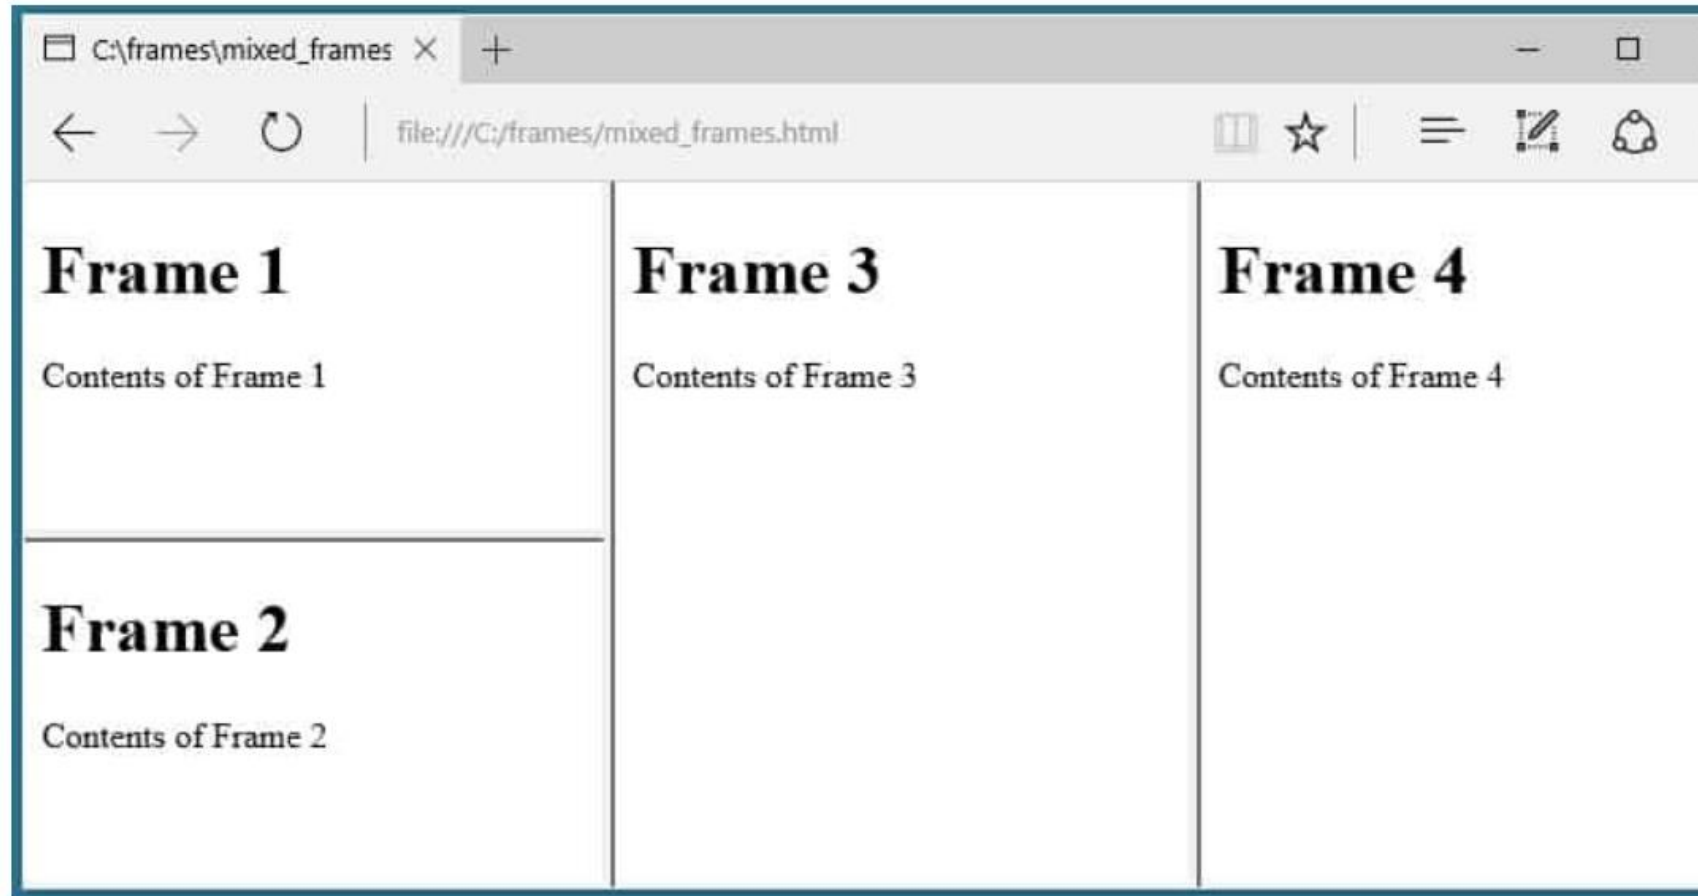 C:\frames\mixed_frames
file:///C:/frames/mixed_frames.html
Frame 1
Contents of Frame 1
Frame 2
Contents of Frame 2
Frame 3
Contents of Frame 3
Frame 4
Contents of Frame 4